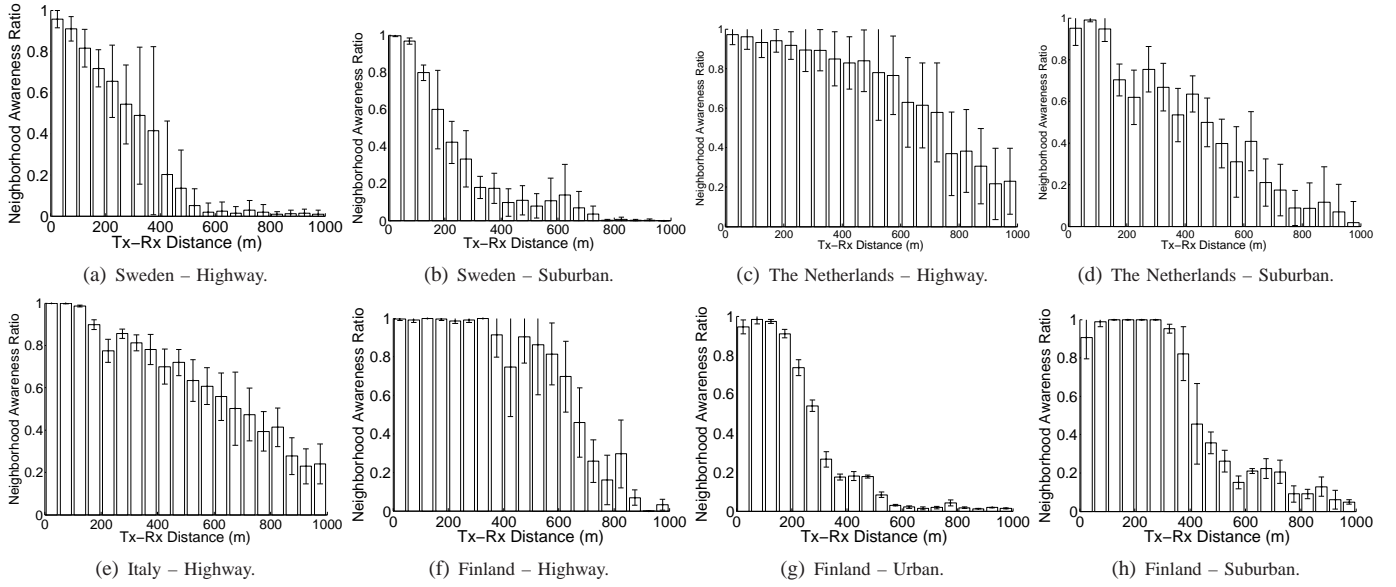 Neighborhood Awareness Ratio
1
0.8
0.6
0.4
0.2
0
0 200 400 600 800 1000
Tx−Rx Distance (m)
(a) Sweden – Highway.
Neighborhood Awareness Ratio
1
0.8
0.6
0.4
0.2
0
0 200 400 600 800 1000
Tx−Rx Distance (m)
(b) Sweden – Suburban.
Neighborhood Awareness Ratio
1
0.8
0.6
0.4
0.2
0
0 200 400 600 800 1000
Tx−Rx Distance (m)
(c) The Netherlands – Highway.
Neighborhood Awareness Ratio
1
0.8
0.6
0.4
0.2
0
0 200 400 600 800 1000
Tx−Rx Distance (m)
(d) The Netherlands – Suburban.
Neighborhood Awareness Ratio
1
0.8
0.6
0.4
0.2
0
0 200 400 600 800 1000
Tx−Rx Distance (m)
(e) Italy – Highway.
Neighborhood Awareness Ratio
1
0.8
0.6
0.4
0.2
0
0 200 400 600 800 1000
Tx−Rx Distance (m)
(f) Finland – Highway.
Neighborhood Awareness Ratio
1
0.8
0.6
0.4
0.2
0
0 200 400 600 800 1000
Tx−Rx Distance (m)
(g) Finland – Urban.
Neighborhood Awareness Ratio
1
0.8
0.6
0.4
0.2
0
0 200 400 600 800 1000
Tx−Rx Distance (m)
(h) Finland – Suburban.